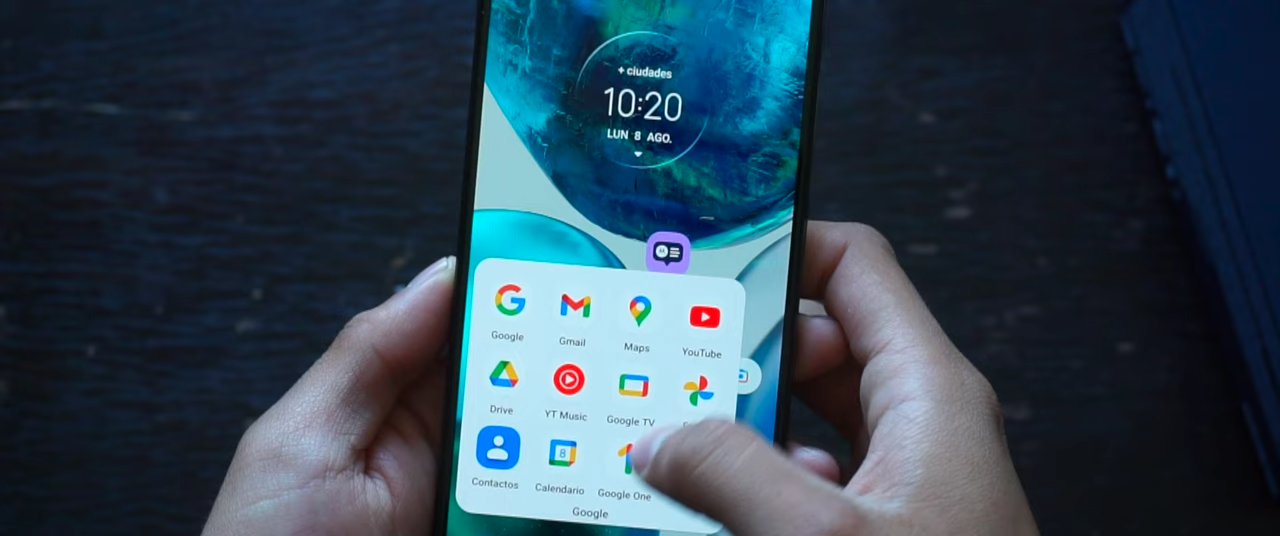 + ciudades
10:20
LUN 8 AGO.
Google
Gmail
Maps
YouTube
Drive
YT Music
Google TV
Contactos
8
Calendario
Google One
Google